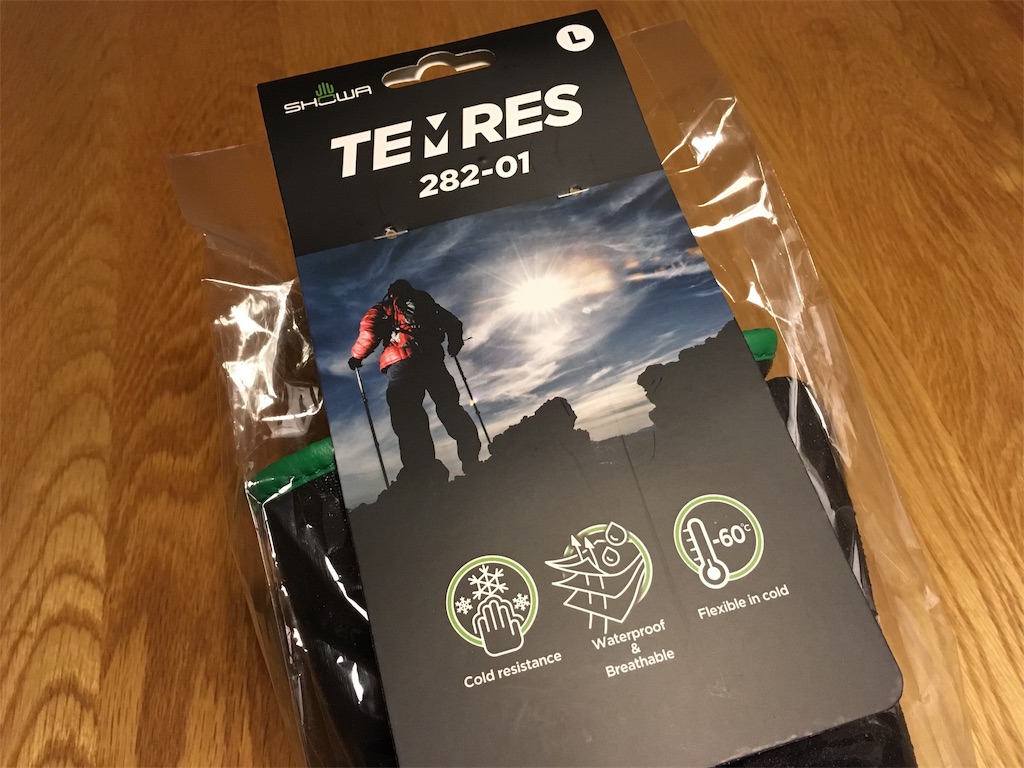 L
SHOWA
TEMRES
282-01
-60°C
Cold resistance
Waterproof
&
Breathable
Flexible in cold